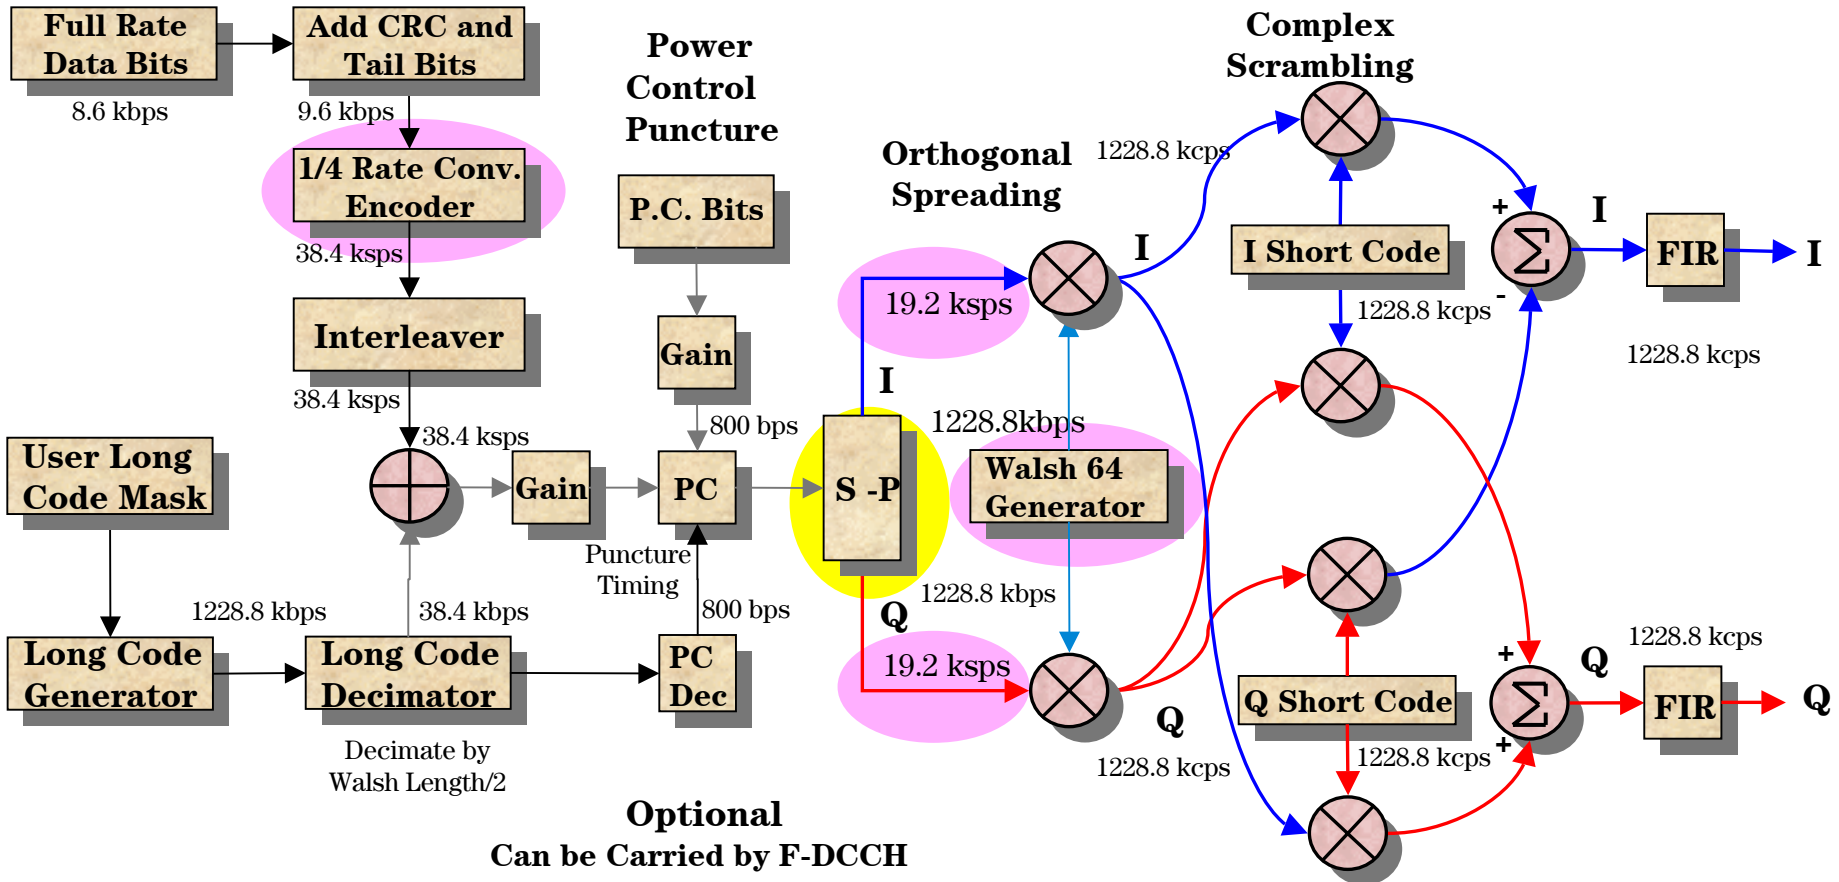 Full Rate
Data Bits
8.6 kbps
Add CRC and
Tail Bits
9.6 kbps
1/4 Rate Conv.
Encoder
38.4 ksps
Interleaver
38.4 ksps
38.4 ksps
User Long
Code Mask
1228.8 kbps
Long Code
Generator
38.4 kbps
Long Code
Decimator
Decimate by
Walsh Length/2
Gain
Power
Control
Puncture
P.C. Bits
Gain
800 bps
PC
Puncture
Timing
800 bps
PC
Dec
S -P
I
Q
19.2 ksps
19.2 ksps
Orthogonal
Spreading
1228.8kbps
Walsh 64
Generator
1228.8 kbps
I
1228.8 kcps
Q
1228.8 kcps
Complex
Scrambling
I Short Code
1228.8 kcps
Q Short Code
1228.8 kcps
+
Σ
-
I
FIR
I
1228.8 kcps
+
Σ
+
Q
1228.8 kcps
FIR
Q
Optional
Can be Carried by F-DCCH